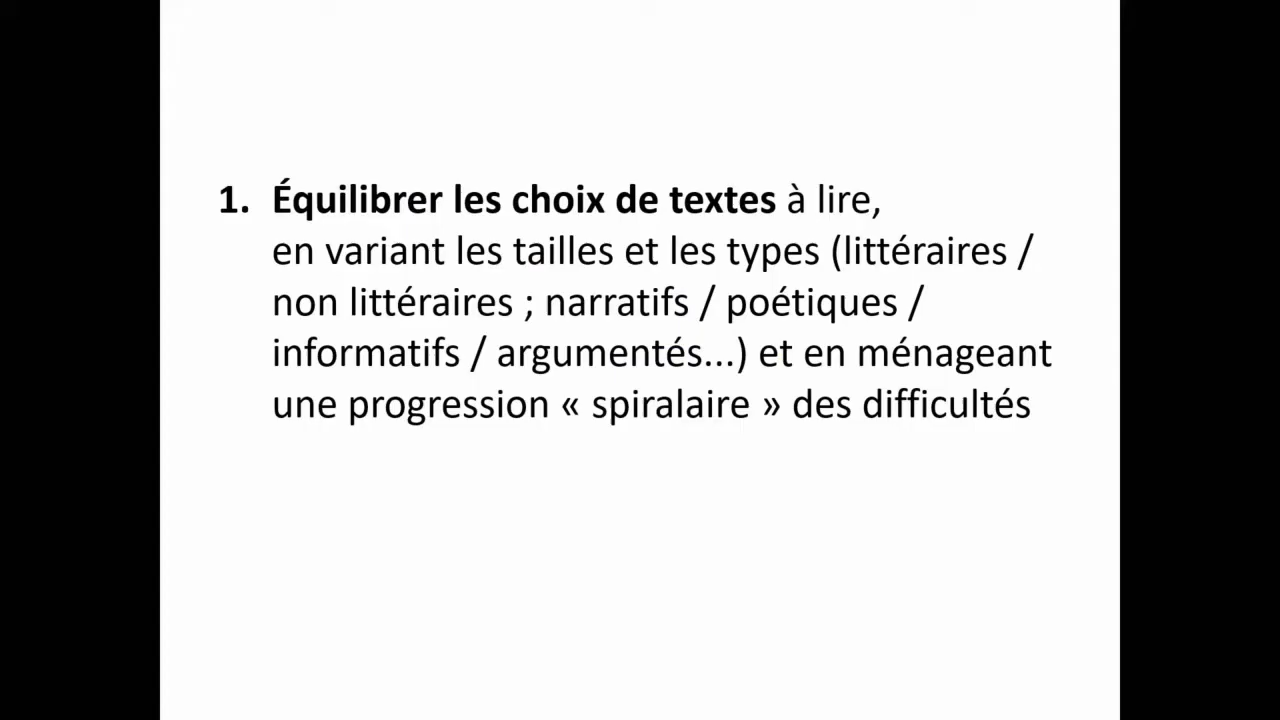 1. Équilibrer les choix de textes à lire,
en variant les tailles et les types (littéraires /
non littéraires ; narratifs / poétiques /
informatifs / argumentés...) et en ménageant
une progression « spiralaire » des difficultés